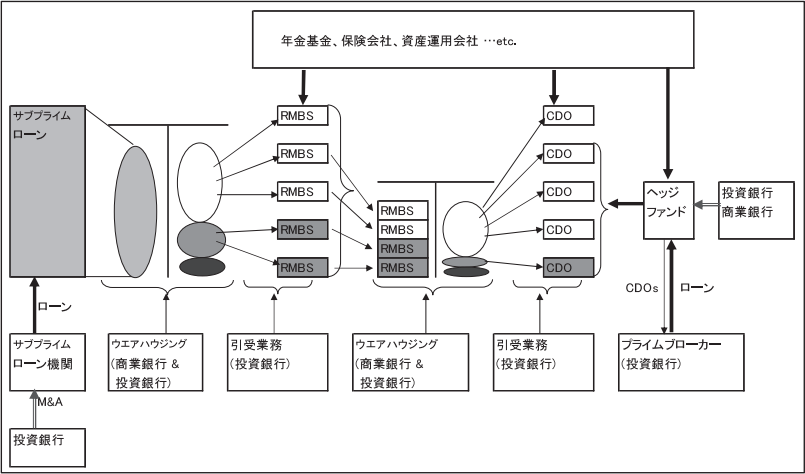 年金基金、保険会社、資産運用会社 …etc.
サブプライム
ローン
RMBS
RMBS
RMBS
RMBS
RMBS
RMBS
RMBS
RMBS
RMBS
CDO
CDO
CDO
CDO
CDO
ヘッジ
ファンド
投資銀行
商業銀行
CDOs
ローン
ローン
サブプライム
ローン機関
ウエアハウジング
(商業銀行 &
投資銀行)
引受業務
(投資銀行)
ウエアハウジング
(商業銀行 &
投資銀行)
引受業務
(投資銀行)
プライムブローカー
(投資銀行)
M&A
投資銀行